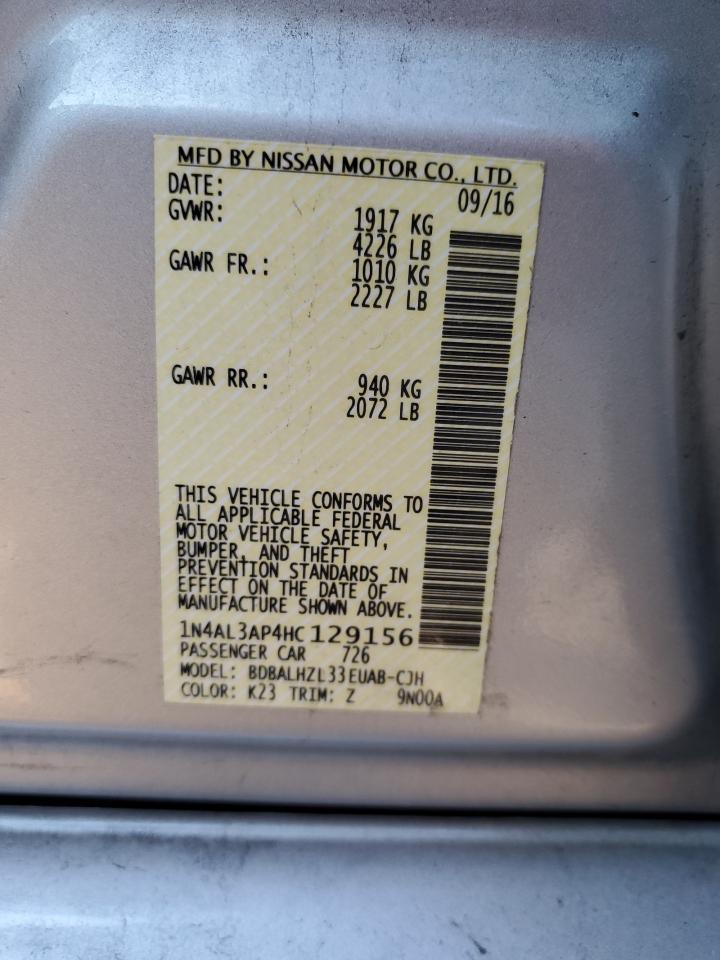 MFD BY NISSAN MOTOR CO., LTD.
DATE: 09/16
GVWR: 1917 KG
4226 LB
GAWR FR.: 1010 KG
2227 LB
GAWR RR.: 940 KG
2072 LB
THIS VEHICLE CONFORMS TO
ALL APPLICABLE FEDERAL
MOTOR VEHICLE SAFETY,
BUMPER, AND THEFT
PREVENTION STANDARDS IN
EFFECT ON THE DATE OF
MANUFACTURE SHOWN ABOVE.
1N4AL3AP4HC129156
PASSENGER CAR 726
MODEL: BDBALHZL33EUAB-CJH
COLOR: K23 TRIM: Z 9N00A